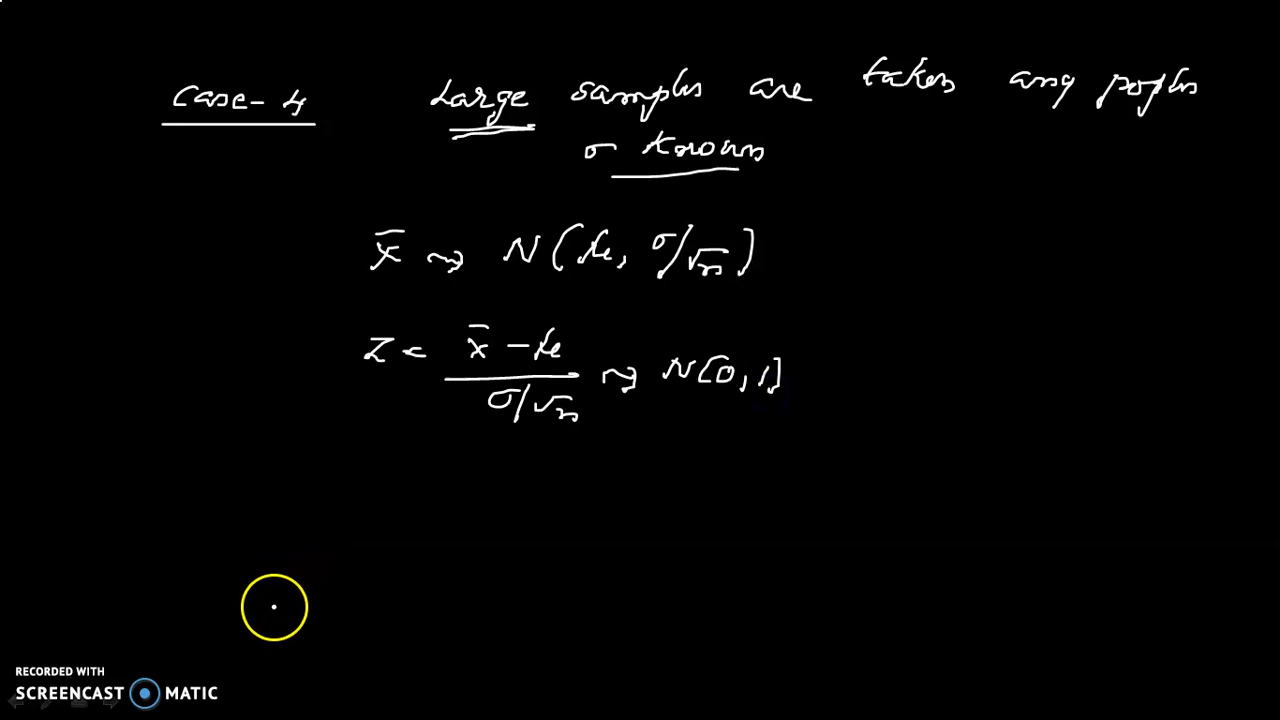 Case-4 Large samples are taken any popln
σ known
x̄ ⇝ N(μ, σ/√n)
Z = x̄ - μ / σ/√n ⇝ N[0, 1]
RECORDED WITH
SCREENCAST MATIC